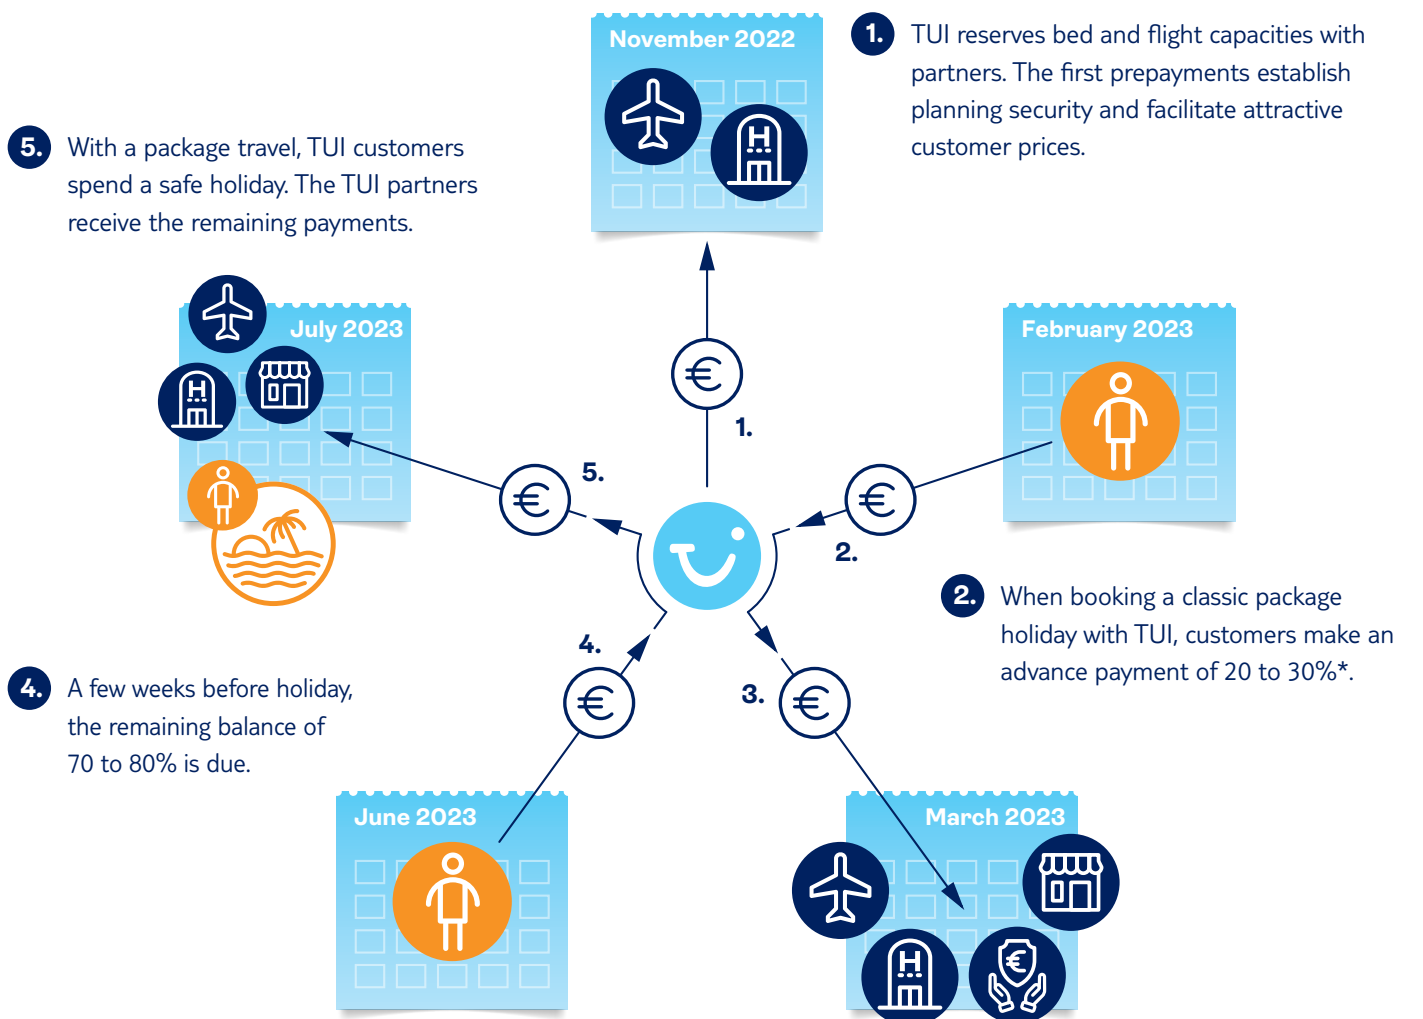 November 2022
1.
TUI reserves bed and flight capacities with
partners. The first prepayments establish
planning security and facilitate attractive
customer prices.
5.
With a package travel, TUI customers
spend a safe holiday. The TUI partners
receive the remaining payments.
July 2023
H
February 2023
H
€
1.
€
5.
€
2.
2.
When booking a classic package
holiday with TUI, customers make an
advance payment of 20 to 30%*.
4.
A few weeks before holiday,
the remaining balance of
70 to 80% is due.
4.
€
3.
€
June 2023
March 2023
H
€